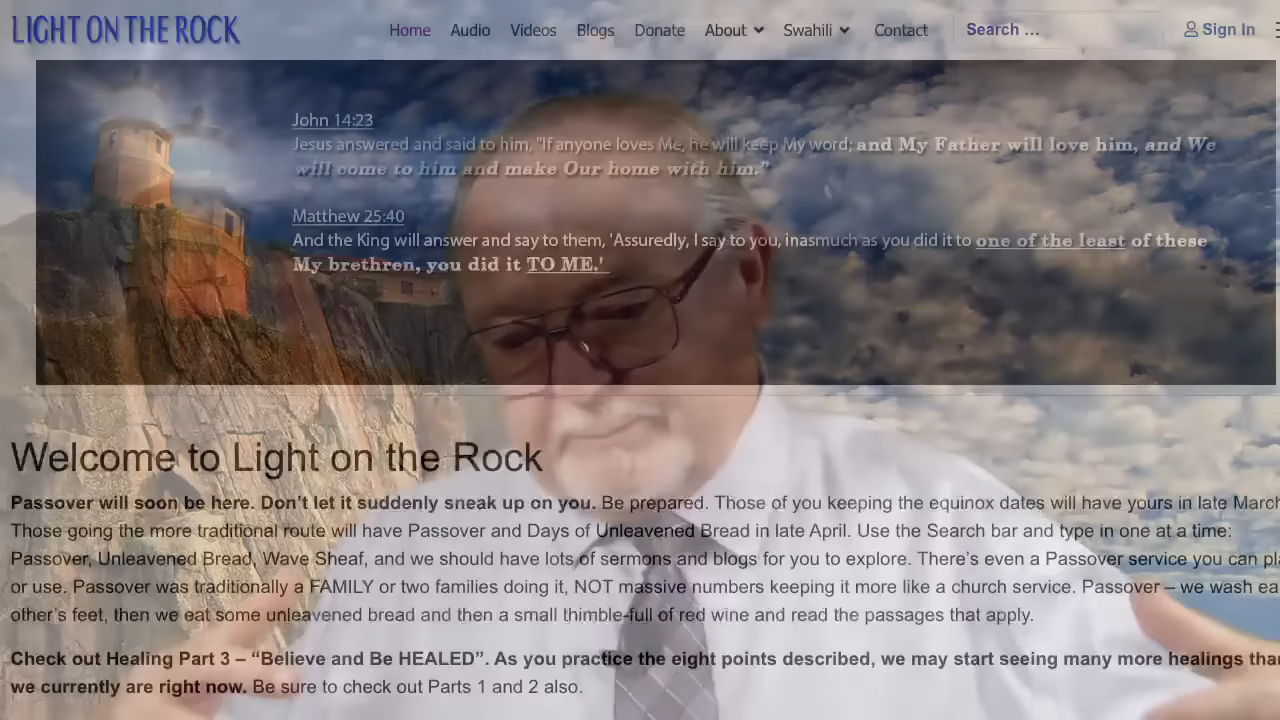 LIGHT ON THE ROCK
Home Audio Videos Blogs Donate About Swahili Contact Search ... Sign In
John 14:23
Jesus answered and said to him, "If anyone loves Me, he will keep My word; and My Father will love him, and We
will come to him and make Our home with him.”
Matthew 25:40
And the King will answer and say to them, 'Assuredly, I say to you, inasmuch as you did it to one of the least of these
My brethren, you did it TO ME.'
Welcome to Light on the Rock
Passover will soon be here. Don’t let it suddenly sneak up on you. Be prepared. Those of you keeping the equinox dates will have yours in late March
Those going the more traditional route will have Passover and Days of Unleavened Bread in late April. Use the Search bar and type in one at a time:
Passover, Unleavened Bread, Wave Sheaf, and we should have lots of sermons and blogs for you to explore. There’s even a Passover service you can
or use. Passover was traditionally a FAMILY or two families doing it, NOT massive numbers keeping it more like a church service. Passover – we wash
other’s feet, then we eat some unleavened bread and then a small thimble-full of red wine and read the passages that apply.
Check out Healing Part 3 – “Believe and Be HEALED”. As you practice the eight points described, we may start seeing many more healings
we currently are right now. Be sure to check out Parts 1 and 2 also.